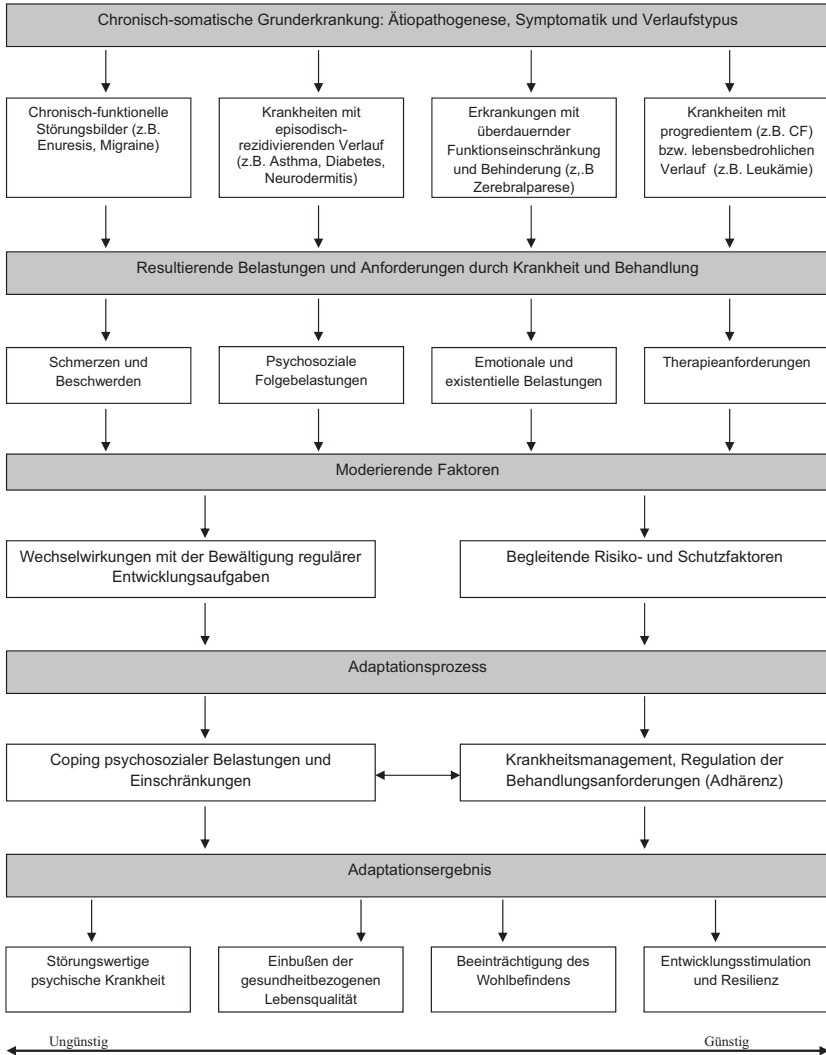 Chronisch-somatische Grunderkrankung: Ätiopathogenese, Symptomatik und Verlaufstypus
Chronisch-funktionelle
Störungsbilder (z.B.
Enuresis, Migraine)
Krankheiten mit
episodisch-
rezidivierenden Verlauf
(z.B. Asthma, Diabetes,
Neurodermitis)
Erkrankungen mit
überdauernder
Funktionseinschränkung
und Behinderung (z,.B
Zerebralparese)
Krankheiten mit
progredientem (z.B. CF)
bzw. lebensbedrohlichen
Verlauf (z.B. Leukämie)
Resultierende Belastungen und Anforderungen durch Krankheit und Behandlung
Schmerzen und
Beschwerden
Psychosoziale
Folgebelastungen
Emotionale und
existentielle Belastungen
Therapieanforderungen
Moderierende Faktoren
Wechselwirkungen mit der Bewältigung regulärer
Entwicklungsaufgaben
Begleitende Risiko- und Schutzfaktoren
Adaptationsprozess
Coping psychosozialer Belastungen und
Einschränkungen
Krankheitsmanagement, Regulation der
Behandlungsanforderungen (Adhärenz)
Adaptationsergebnis
Störungswertige
psychische Krankheit
Einbußen der
gesundheitbezogenen
Lebensqualität
Beeinträchtigung des
Wohlbefindens
Entwicklungsstimulation
und Resilienz
Ungünstig
Günstig